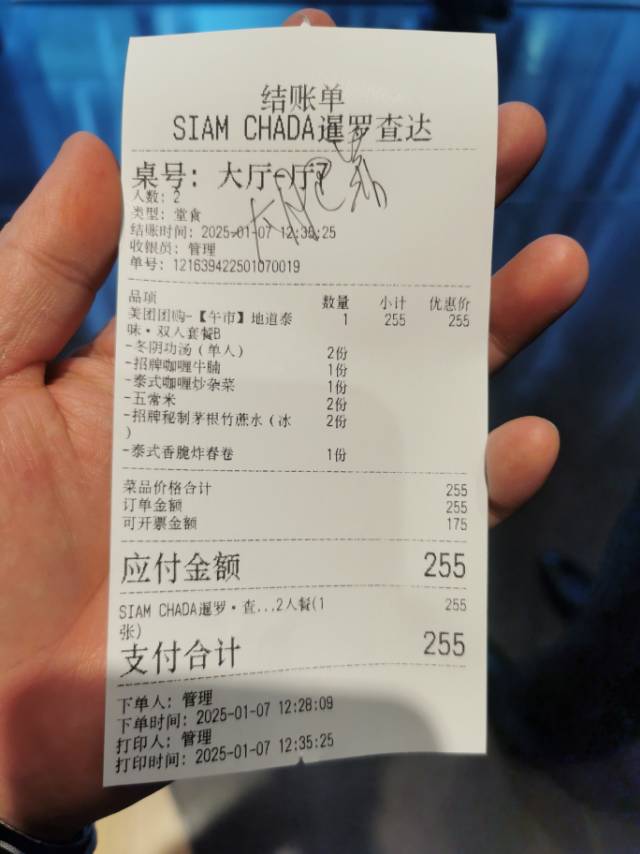 结账单
SIAM CHADA暹罗查达
桌号: 大厅-厅7
人数: 2
类型: 堂食
结账时间: 2025-01-07 12:35:25
收银员: 管理
单号: 121639422501070019
品项 数量 小计 优惠价
美团团购-【午市】地道泰 1 255 255
味·双人套餐B
-冬阴功汤（单人） 2份
-招牌咖喱牛腩 1份
-泰式咖喱炒杂菜 1份
-五常米 2份
-招牌秘制茅根竹蔗水（冰 2份
）
-泰式香脆炸春卷 1份
菜品价格合计 255
订单金额 255
可开票金额 175
应付金额 255
SIAM CHADA暹罗·查...2人餐(1 255
张)
支付合计 255
下单人: 管理
下单时间: 2025-01-07 12:28:09
打印人: 管理
打印时间: 2025-01-07 12:35:25